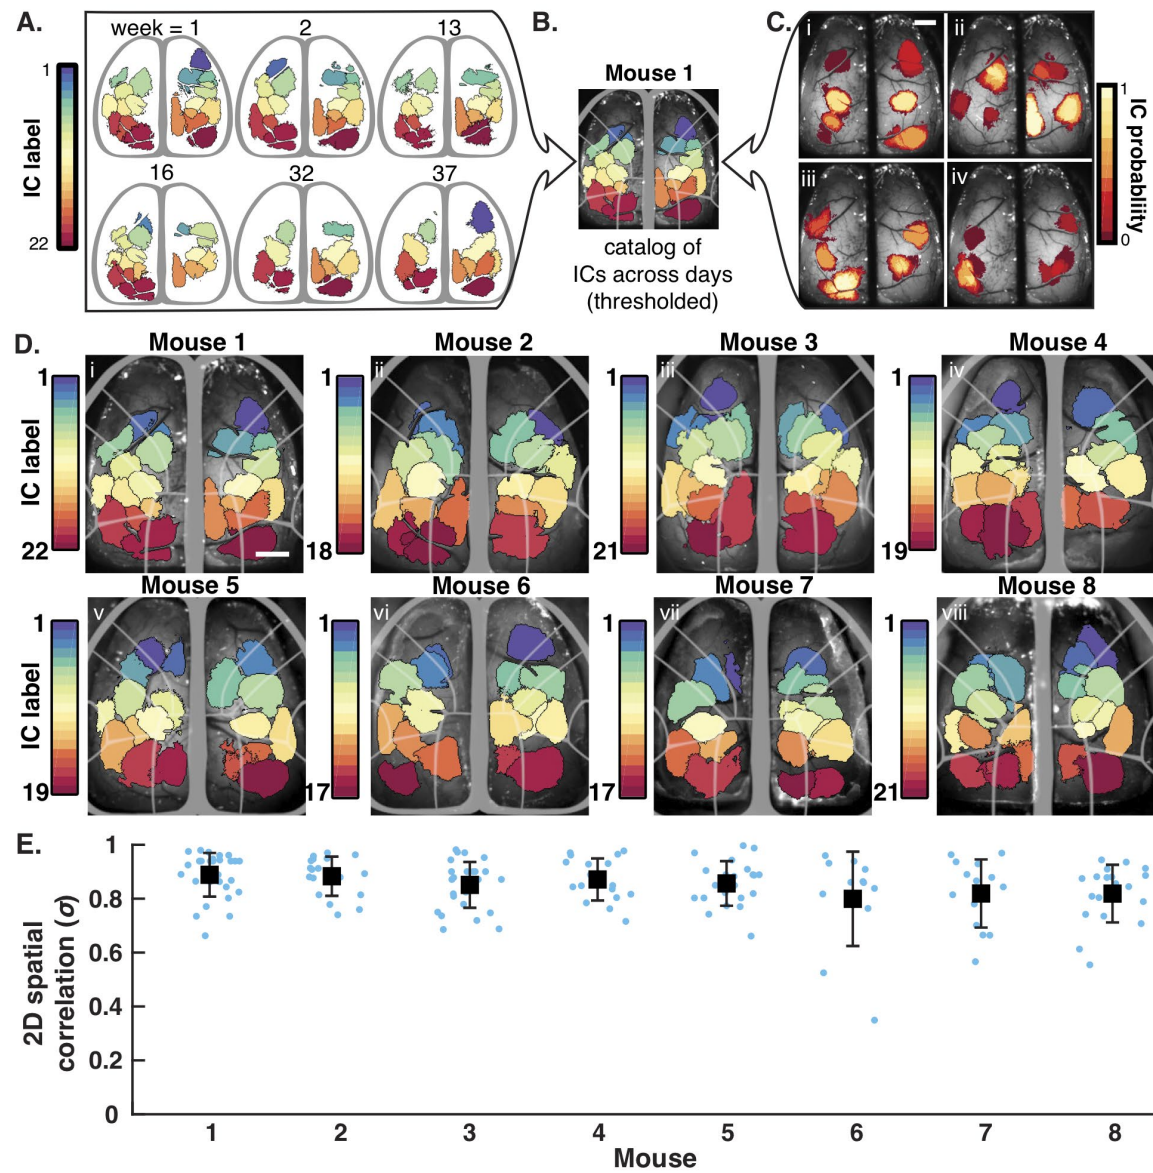 A.
week = 1
2
13
1
IC label
22
16
32
37
B.
Mouse 1
catalog of
ICs across days
(thresholded)
C.
i
ii
iii
iv
1
IC probability
0
D.
Mouse 1
Mouse 2
Mouse 3
Mouse 4
i
ii
iii
iv
1
1
1
1
IC label
22
18
21
19
Mouse 5
Mouse 6
Mouse 7
Mouse 8
v
vi
vii
viii
1
1
1
1
IC label
19
17
17
21
E.
2D spatial
correlation (σ)
1
0.8
0.6
0.4
0.2
0
1
2
3
4
5
6
7
8
Mouse